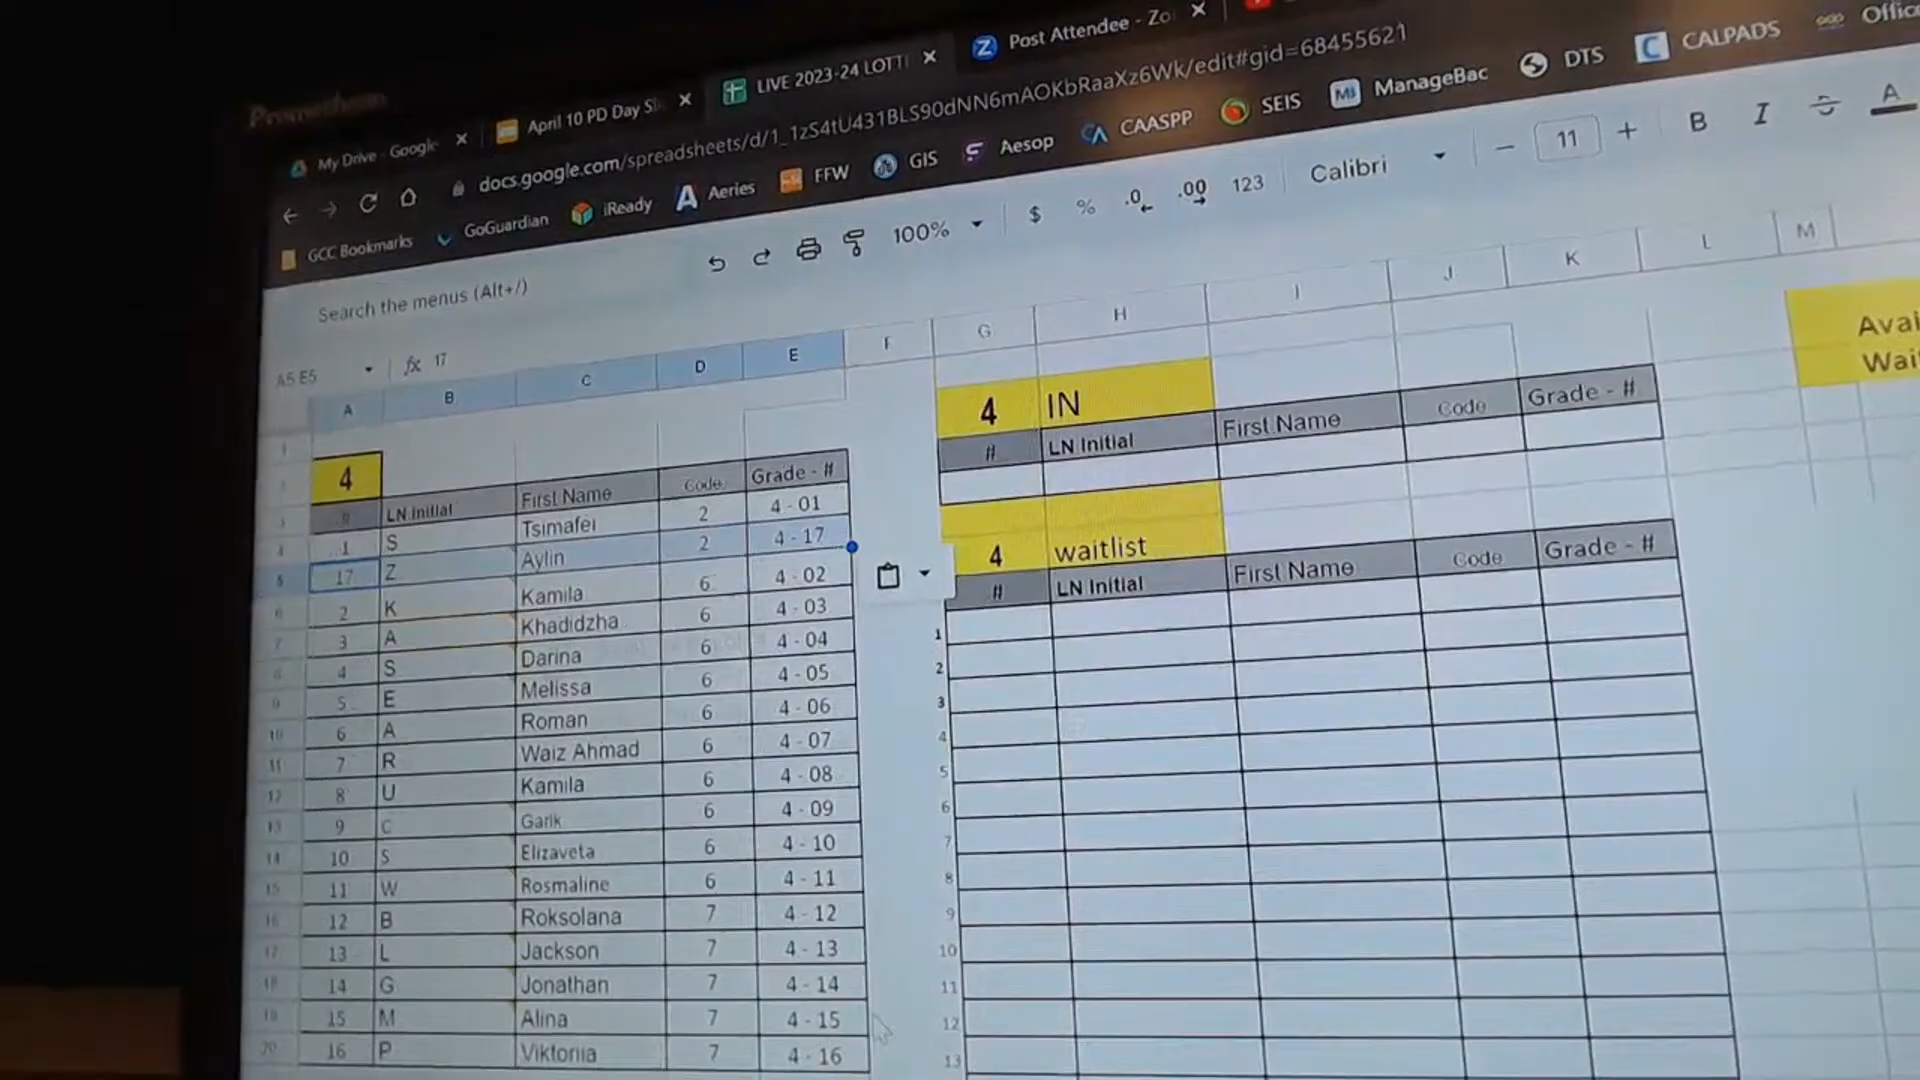 Promethean
My Drive - Google
April 10 PD Day S
LIVE 2023-24 LOTT
Post Attendee - Zo
docs.google.com/spreadsheets/d/1_1zS4tU431BLS90dNN6mAOKbRaaXz6Wk/edit#gid=68455621
GCC Bookmarks GoGuardian iReady Aeries FFW GIS Aesop CAASPP SEIS ManageBac DTS CALPADS Offic
Search the menus (Alt+/) 100% $ % .0 .00 123 Calibri 11 B I A
A5 E5 fx 17
A B C D E F G H I J K L M
4
# LN Initial First Name Code Grade - #
1 S Tsimafei 2 4 - 01
17 Z Aylin 2 4 - 17
2 K Kamila 6 4 - 02
3 A Khadidzha 6 4 - 03
4 S Darina 6 4 - 04
5 E Melissa 6 4 - 05
6 A Roman 6 4 - 06
7 R Waiz Ahmad 6 4 - 07
8 U Kamila 6 4 - 08
9 C Garik 6 4 - 09
10 S Elizaveta 6 4 - 10
11 W Rosmaline 6 4 - 11
12 B Roksolana 7 4 - 12
13 L Jackson 7 4 - 13
14 G Jonathan 7 4 - 14
15 M Alina 7 4 - 15
16 P Viktoriia 7 4 - 16
4 IN
# LN Initial First Name Code Grade - #
4 waitlist
# LN Initial First Name Code Grade - #
1
2
3
4
5
6
7
8
9
10
11
12
13
Avai
Wai